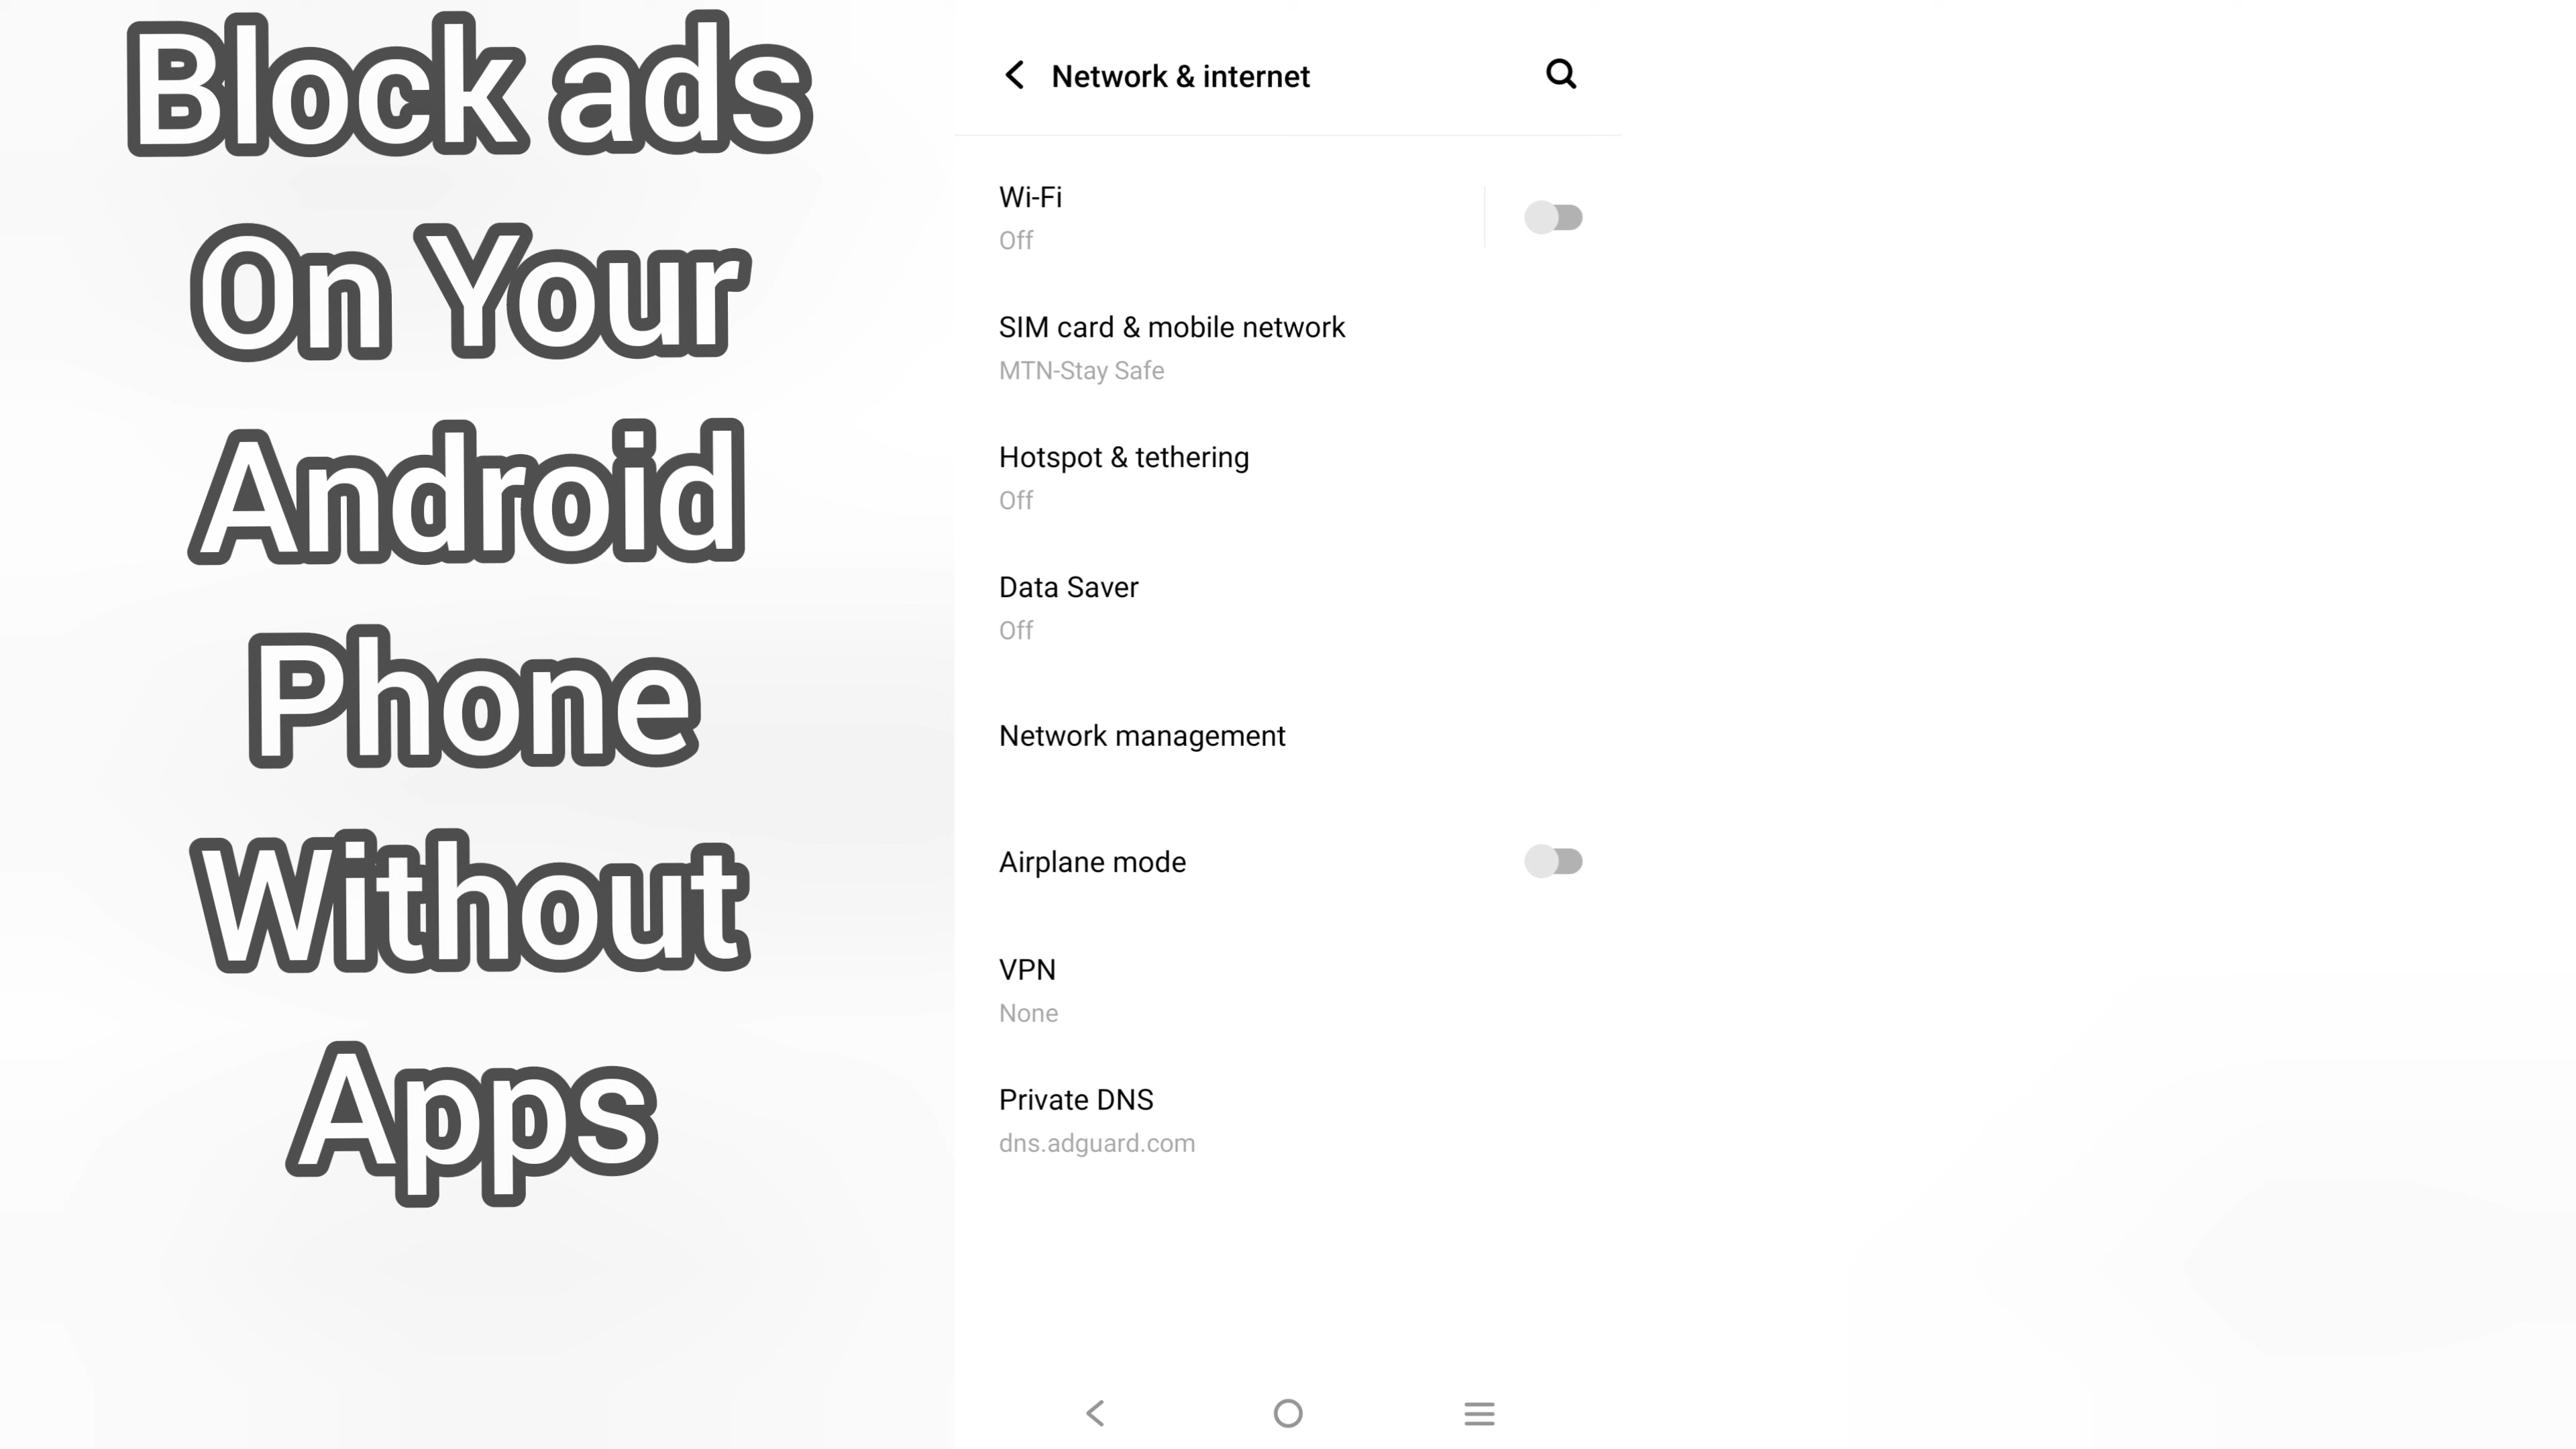 Block ads
On Your
Android
Phone
Without
Apps
Network & internet
Wi-Fi
Off
SIM card & mobile network
MTN-Stay Safe
Hotspot & tethering
Off
Data Saver
Off
Network management
Airplane mode
VPN
None
Private DNS
dns.adguard.com